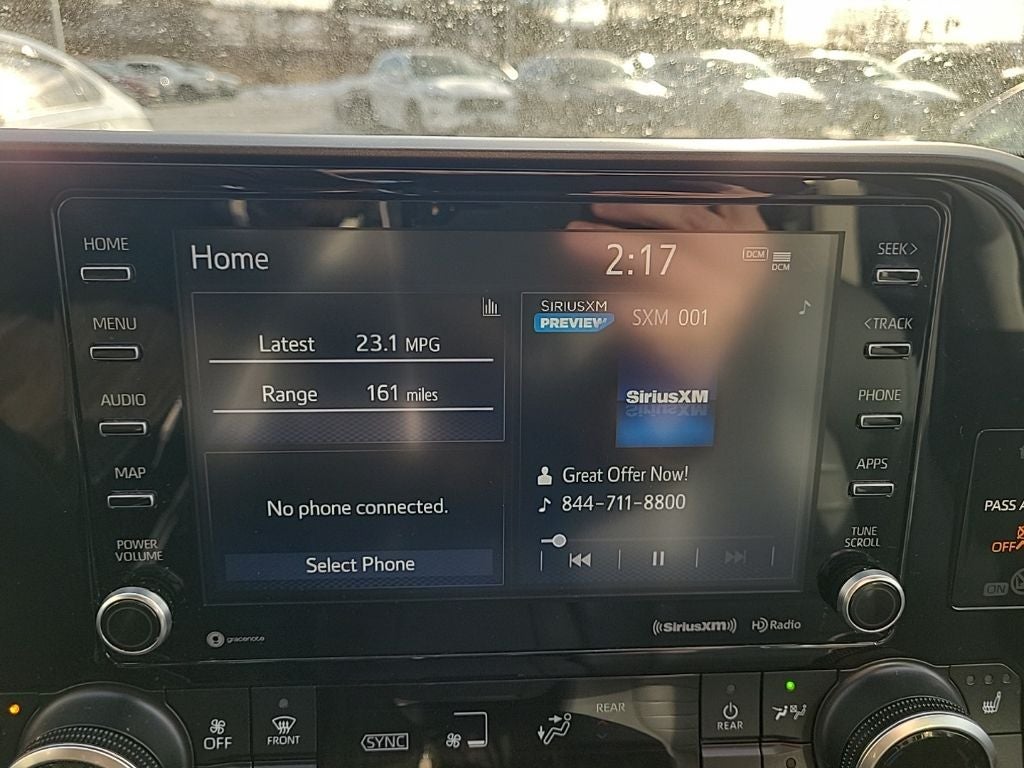 HOME
MENU
AUDIO
MAP
POWER
VOLUME
Home
2:17
DCM
DCM
Latest 23.1 MPG
Range 161 miles
No phone connected.
Select Phone
SIRIUSXM
PREVIEW
SXM 001
SiriusXM
Great Offer Now!
844-711-8800
SEEK>
<TRACK
PHONE
APPS
TUNE
SCROLL
gracenote
((SiriusXM))
HD Radio
PASS
OFF
ON
OFF
FRONT
SYNC
REAR
REAR